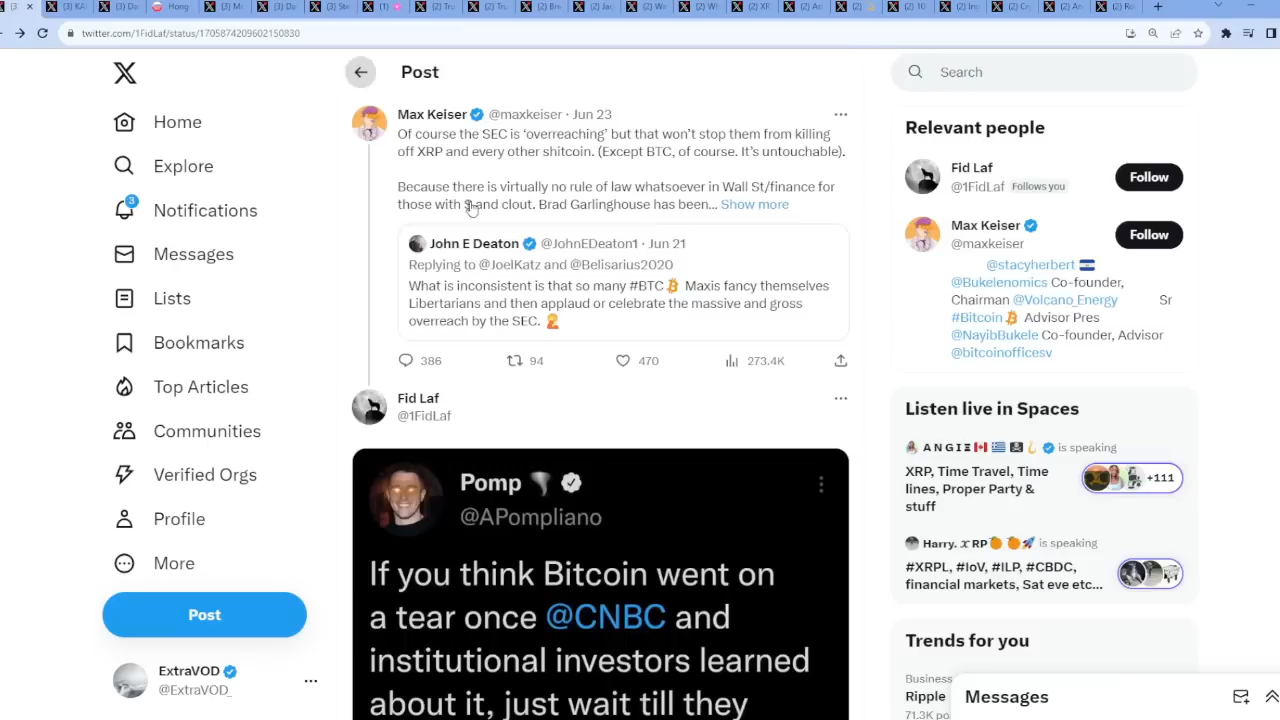 twitter.com/1FidLaf/status/1705874209602150830
Home
Explore
3
Notifications
Messages
Lists
Bookmarks
Top Articles
Communities
Verified Orgs
Profile
More
Post
ExtraVOD
@ExtraVOD_
Post
Max Keiser @maxkeiser · Jun 23
Of course the SEC is ‘overreaching’ but that won’t stop them from killing
off XRP and every other shitcoin. (Except BTC, of course. It’s untouchable).
Because there is virtually no rule of law whatsoever in Wall St/finance for
those with $ and clout. Brad Garlinghouse has been... Show more
John E Deaton @JohnEDeaton1 · Jun 21
Replying to @JoelKatz and @Belisarius2020
What is inconsistent is that so many #BTC Maxis fancy themselves
Libertarians and then applaud or celebrate the massive and gross
overreach by the SEC.
386 94 470 273.4K
Fid Laf
@1FidLaf
Pomp
@APompliano
If you think Bitcoin went on
a tear once @CNBC and
institutional investors learned
about it, just wait till they
Search
Relevant people
Fid Laf
@1FidLaf Follows you
Follow
Max Keiser
@maxkeiser
Follow
@stacyherbert
@Bukelenomics Co-founder,
Chairman @Volcano_Energy Sr
#Bitcoin Advisor Pres
@NayibBukele Co-founder, Advisor
@bitcoinofficesv
Listen live in Spaces
ANGIΞ is speaking
XRP, Time Travel, Time
lines, Proper Party &
stuff
+111
Harry. 𝑥RP is speaking
#XRPL, #IoV, #ILP, #CBDC,
financial markets, Sat eve etc...
Trends for you
Business
Ripple
71.3K po
Messages